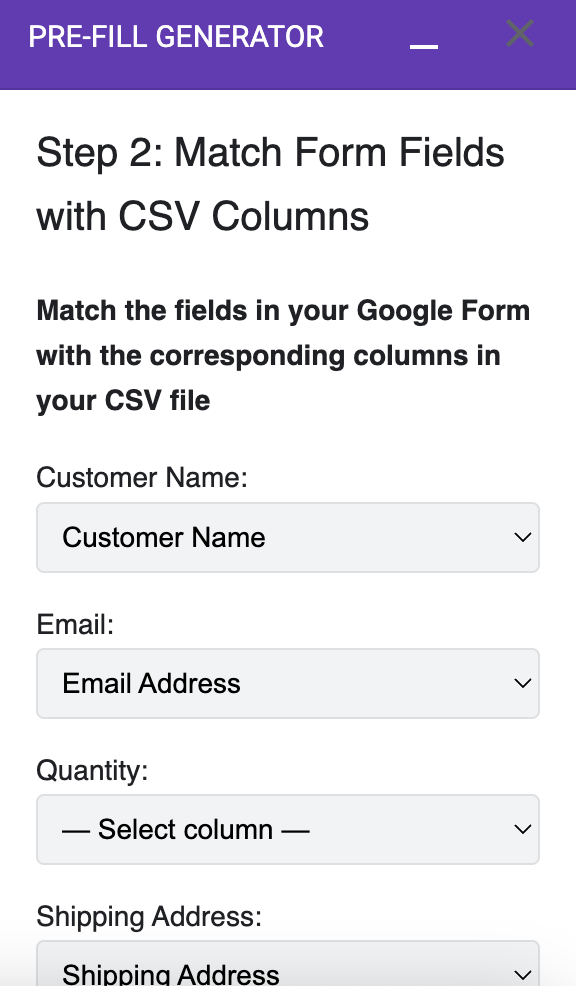 PRE-FILL GENERATOR
Step 2: Match Form Fields
with CSV Columns
Match the fields in your Google Form
with the corresponding columns in
your CSV file
Customer Name:
Customer Name
Email:
Email Address
Quantity:
— Select column —
Shipping Address:
Shipping Address